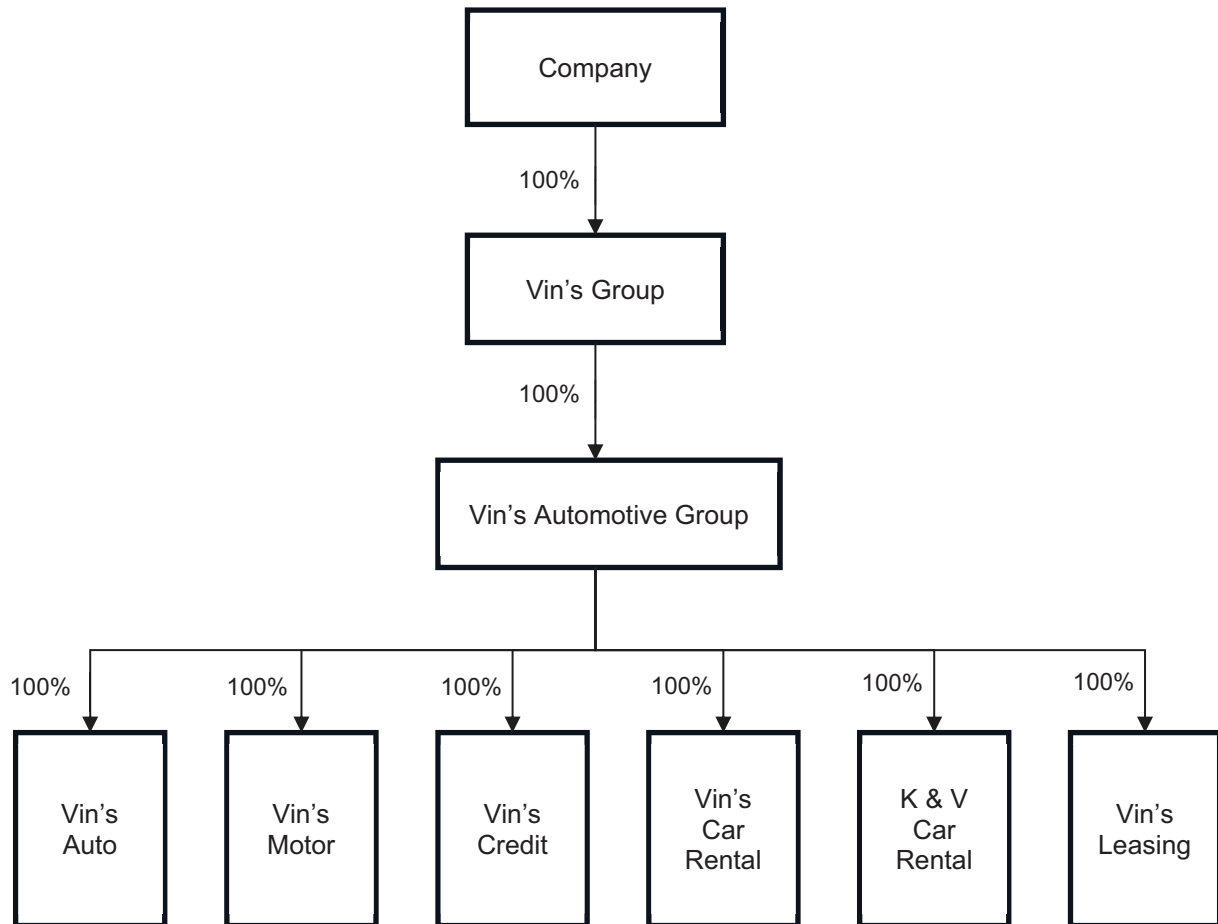 Company
100%
Vin’s Group
100%
Vin’s Automotive Group
100%
100%
100%
100%
100%
100%
Vin’s
Auto
Vin’s
Motor
Vin’s
Credit
Vin’s
Car
Rental
K & V
Car
Rental
Vin’s
Leasing